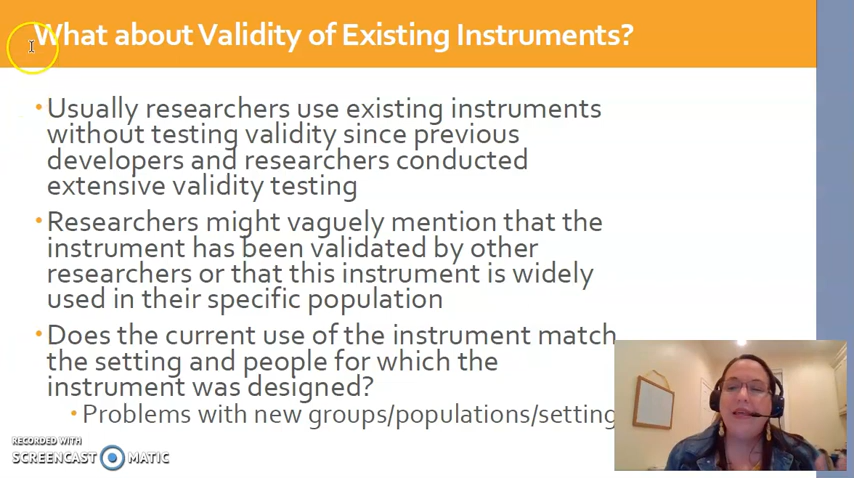 What about Validity of Existing Instruments?
• Usually researchers use existing instruments
without testing validity since previous
developers and researchers conducted
extensive validity testing
• Researchers might vaguely mention that the
instrument has been validated by other
researchers or that this instrument is widely
used in their specific population
• Does the current use of the instrument match
the setting and people for which the
instrument was designed?
• Problems with new groups/populations/setting
RECORDED WITH
SCREENCAST MATIC